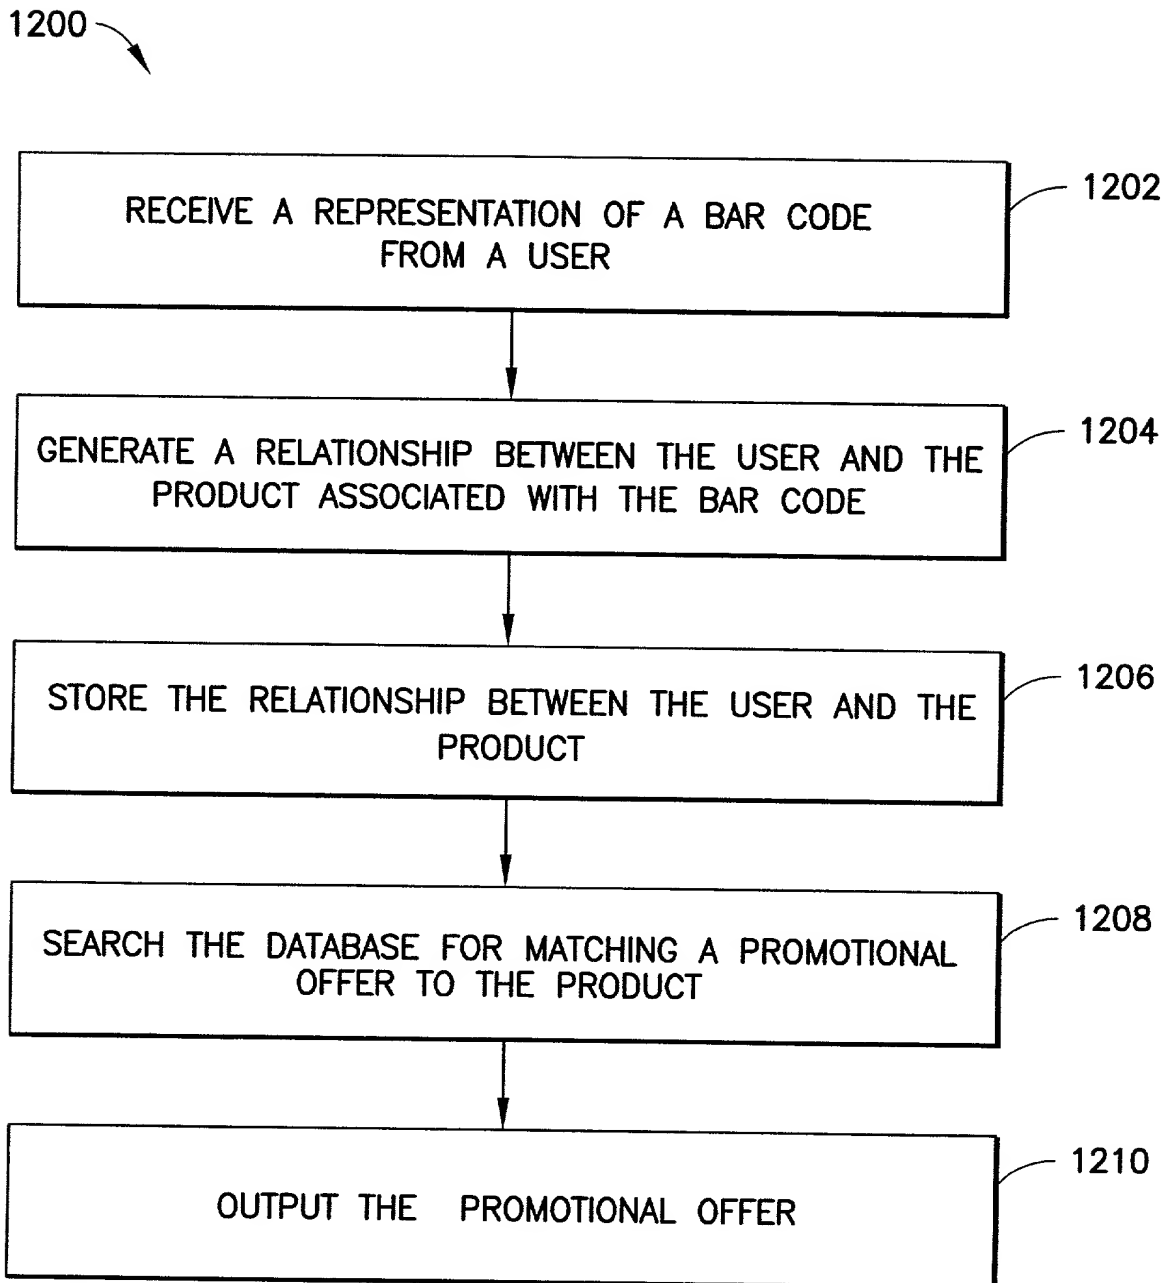 1200
RECEIVE A REPRESENTATION OF A BAR CODE
FROM A USER
1202
GENERATE A RELATIONSHIP BETWEEN THE USER AND THE
PRODUCT ASSOCIATED WITH THE BAR CODE
1204
STORE THE RELATIONSHIP BETWEEN THE USER AND THE
PRODUCT
1206
SEARCH THE DATABASE FOR MATCHING A PROMOTIONAL
OFFER TO THE PRODUCT
1208
OUTPUT THE PROMOTIONAL OFFER
1210